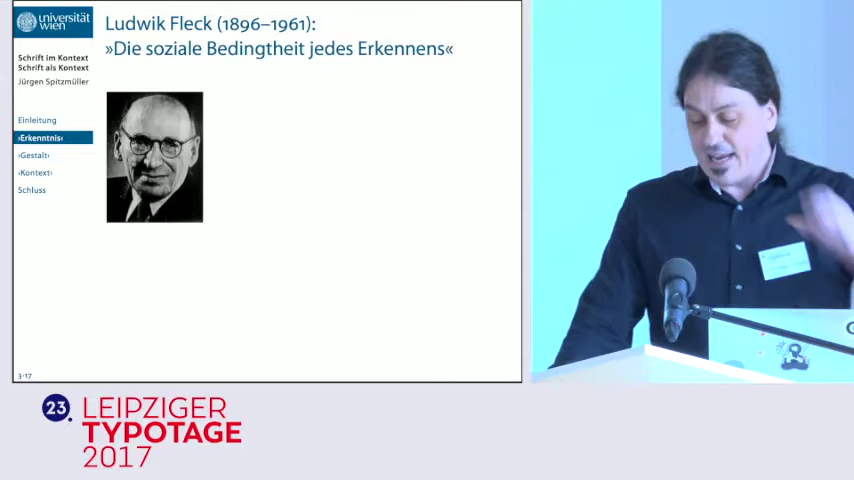 universität
wien
Schrift im Kontext
Schrift als Kontext
Jürgen Spitzmüller
Einleitung
›Erkenntnis‹
›Gestalt‹
›Kontext‹
Schluss
3·17
Ludwik Fleck (1896–1961):
»Die soziale Bedingtheit jedes Erkennens«
23.
LEIPZIGER
TYPOTAGE
2017